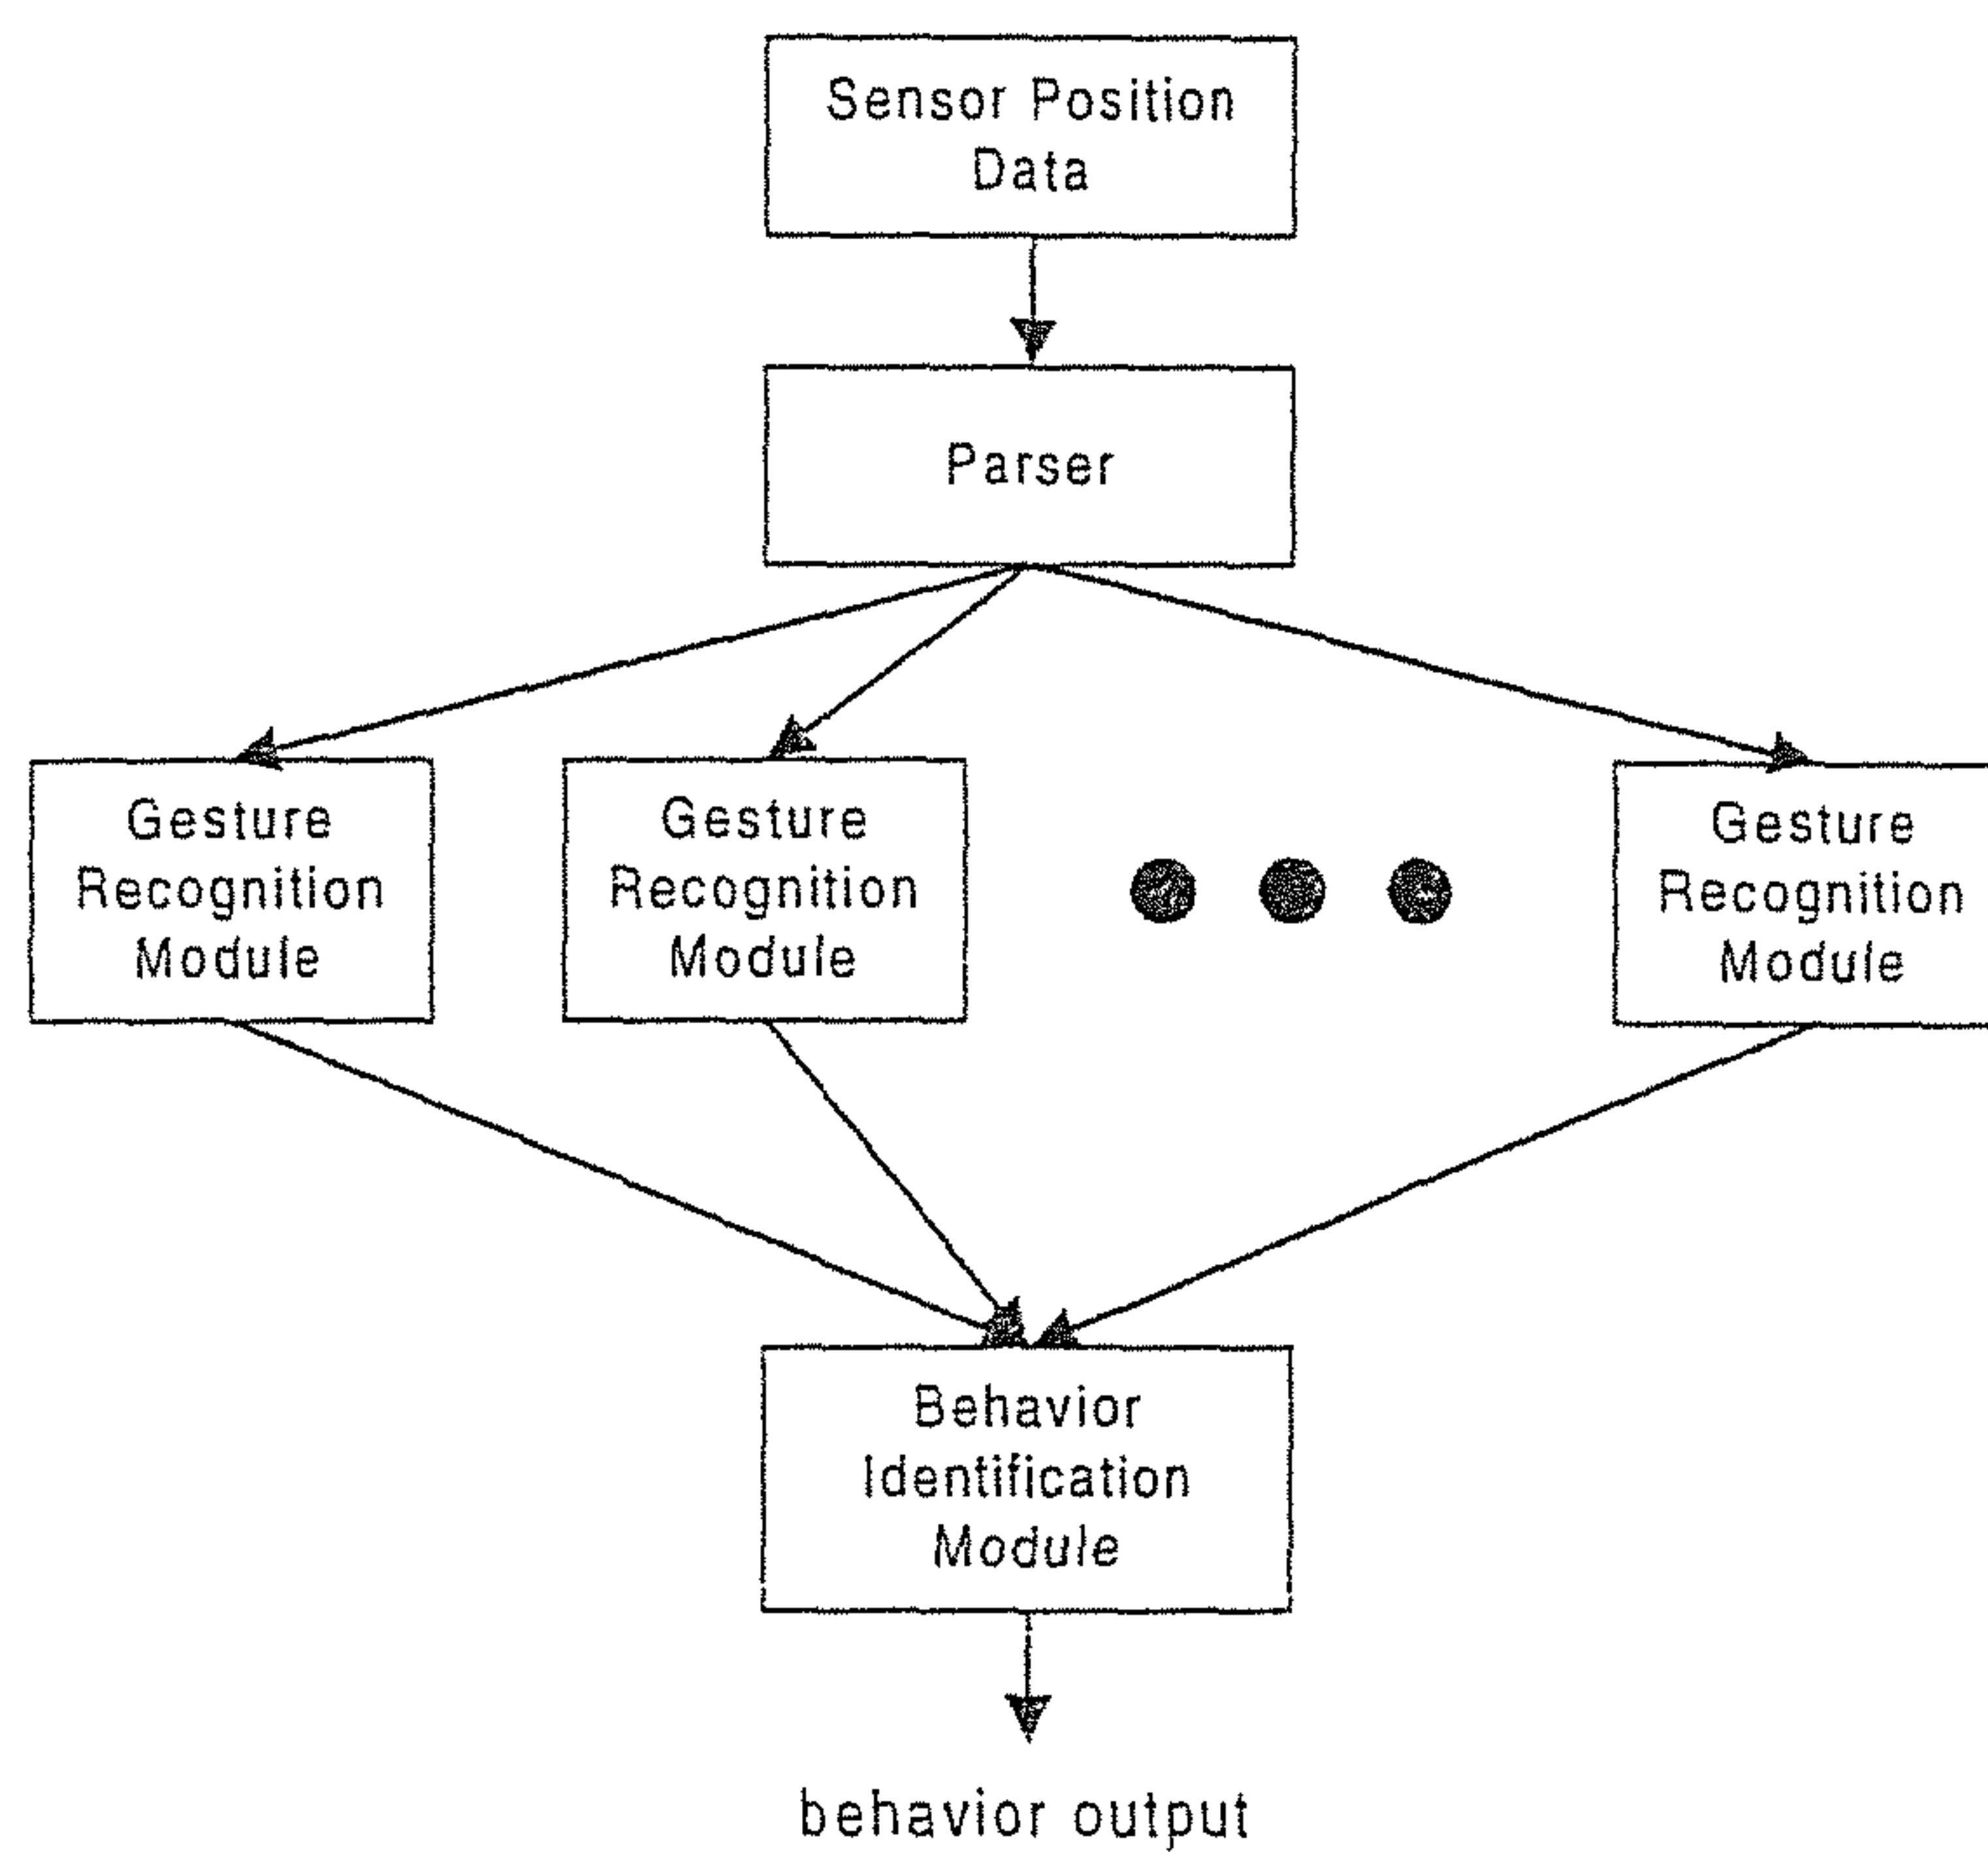 Sensor Position
Data
Parser
Gesture
Recognition
Module
Gesture
Recognition
Module
Gesture
Recognition
Module
Behavior
Identification
Module
behavior output